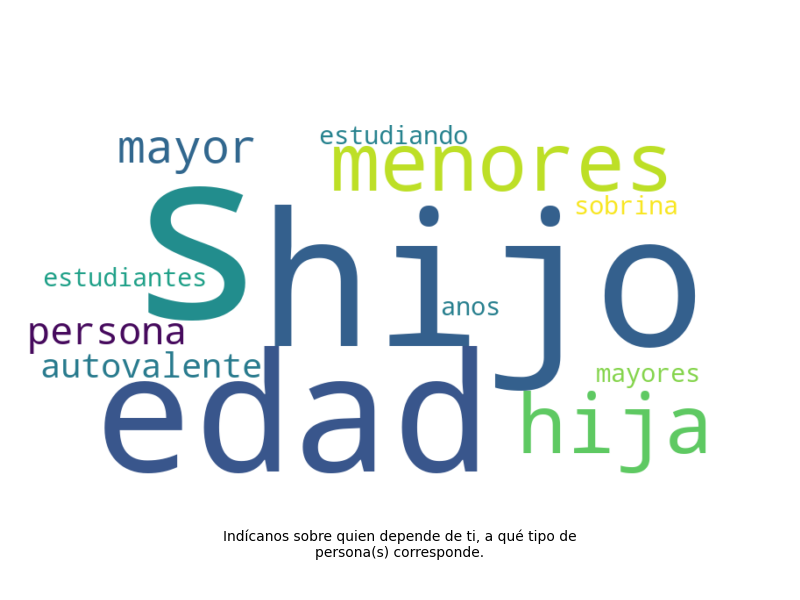 estudiando
mayor
menores
sobrina
s
hijo
estudiantes
anos
persona
autovalente
mayores
edad
hija
Indícanos sobre quien depende de ti, a qué tipo de
persona(s) corresponde.